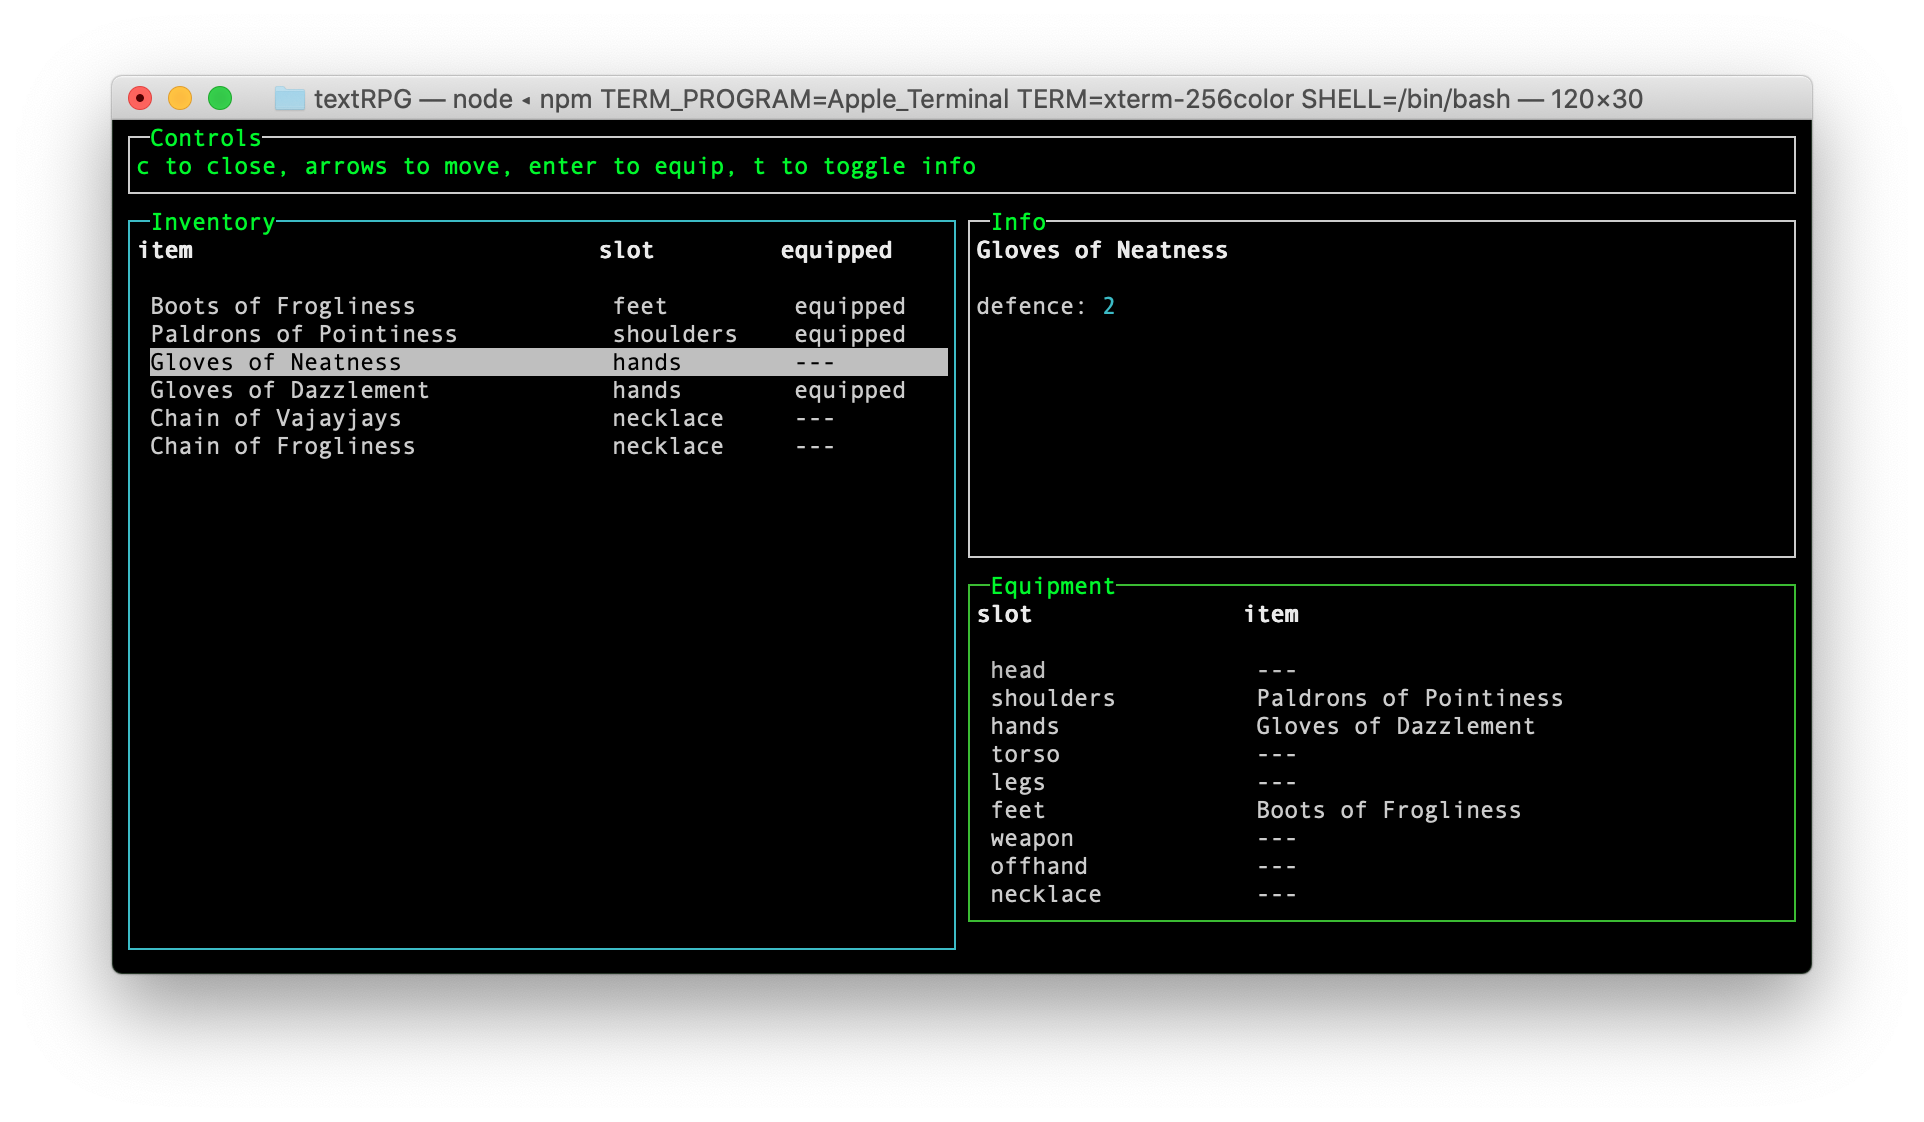 textRPG — node ◂ npm TERM_PROGRAM=Apple_Terminal TERM=xterm-256color SHELL=/bin/bash — 120×30
Controls
c to close, arrows to move, enter to equip, t to toggle info
Inventory
item slot equipped
Boots of Frogliness feet equipped
Paldrons of Pointiness shoulders equipped
Gloves of Neatness hands ---
Gloves of Dazzlement hands equipped
Chain of Vajayjays necklace ---
Chain of Frogliness necklace ---
Info
Gloves of Neatness
defence: 2
Equipment
slot item
head ---
shoulders Paldrons of Pointiness
hands Gloves of Dazzlement
torso ---
legs ---
feet Boots of Frogliness
weapon ---
offhand ---
necklace ---